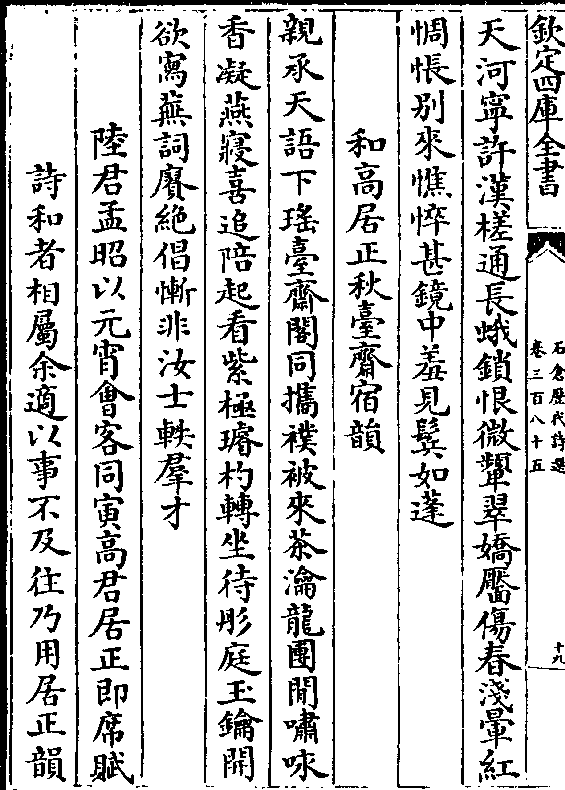 欽定四庫全書
石倉歷代詩選
卷三百八十五
十九
天河寧許漢槎通長蛾鎖恨微顰翠嬌靨傷春淺暈紅
惆悵别來憔悴甚鏡中羞見鬢如蓬
和高居正秋臺齋宿韻
親承天語下瑤臺齋閣同攜襆被來茶瀹龍團閒嘯咏
香凝燕寢喜追陪起看紫極璿杓轉坐待彤庭玉鑰開
欲寫蕪詞賡絶倡慚非汝士軼羣才
陸君孟昭以元宵㑹客同寅高君居正即席賦
詩和者相屬余適以事不及往乃用居正韻